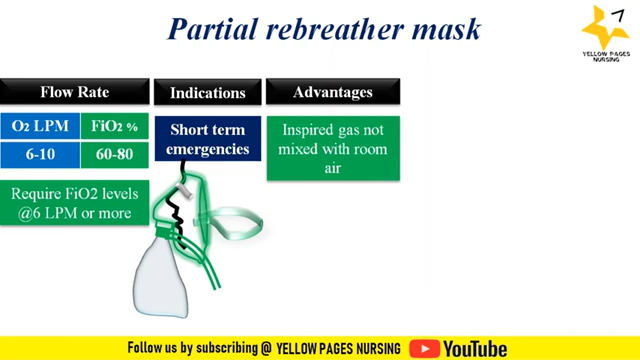 Partial rebreather mask
YELLOW PAGES
NURSING
Flow Rate
Indications
Advantages
O2 LPM
FiO2 %
6-10
60-80
Require FiO2 levels
@6 LPM or more
Short term
emergencies
Inspired gas not
mixed with room
air
Follow us by subscribing @ YELLOW PAGES NURSING
YouTube